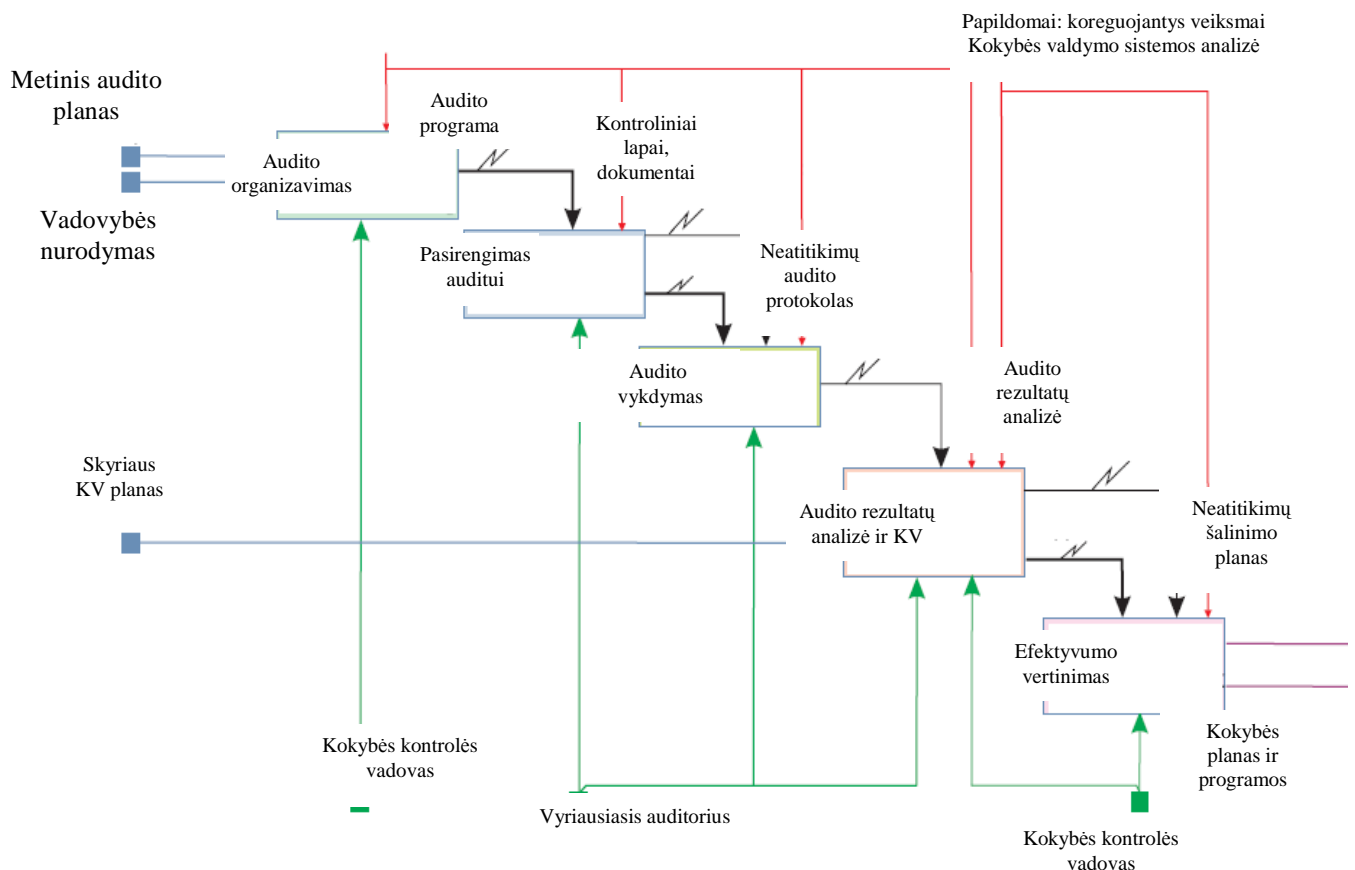 Papildomai: koreguojantys veiksmai
Kokybės valdymo sistemos analizė
Metinis audito
planas
Audito
programa
Kontroliniai
lapai,
dokumentai
Audito
organizavimas
Vadovybės
nurodymas
Pasirengimas
auditui
Neatitikimų
audito
protokolas
Audito
vykdymas
Audito
rezultatų
analizė
Skyriaus
KV planas
Audito rezultatų
analizė ir KV
Neatitikimų
šalinimo
planas
Efektyvumo
vertinimas
Kokybės
planas ir
programos
Kokybės kontrolės
vadovas
Vyriausiasis auditorius
Kokybės kontrolės
vadovas